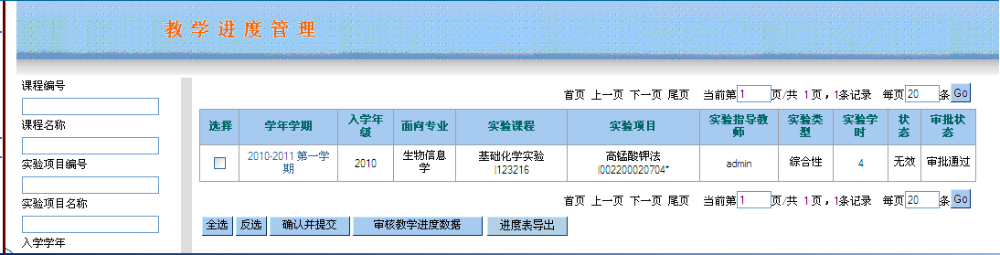 教学进度管理
课程编号
课程名称
实验项目编号
实验项目名称
入学学年
首页 上一页 下一页 尾页 当前第1页/共 1 页，1条记录 每页20条Go
选择 学年学期 入学年级 面向专业 实验课程 实验项目 实验指导教师 实验类型 实验学时 状态 审批状态
2010-2011 第一学期 2010 生物信息学 基础化学实验|123216 高锰酸钾法|002200020704* admin 综合性 4 无效 审批通过
首页 上一页 下一页 尾页 当前第1页/共 1 页，1条记录 每页20条Go
全选 反选 确认并提交 审核教学进度数据 进度表导出